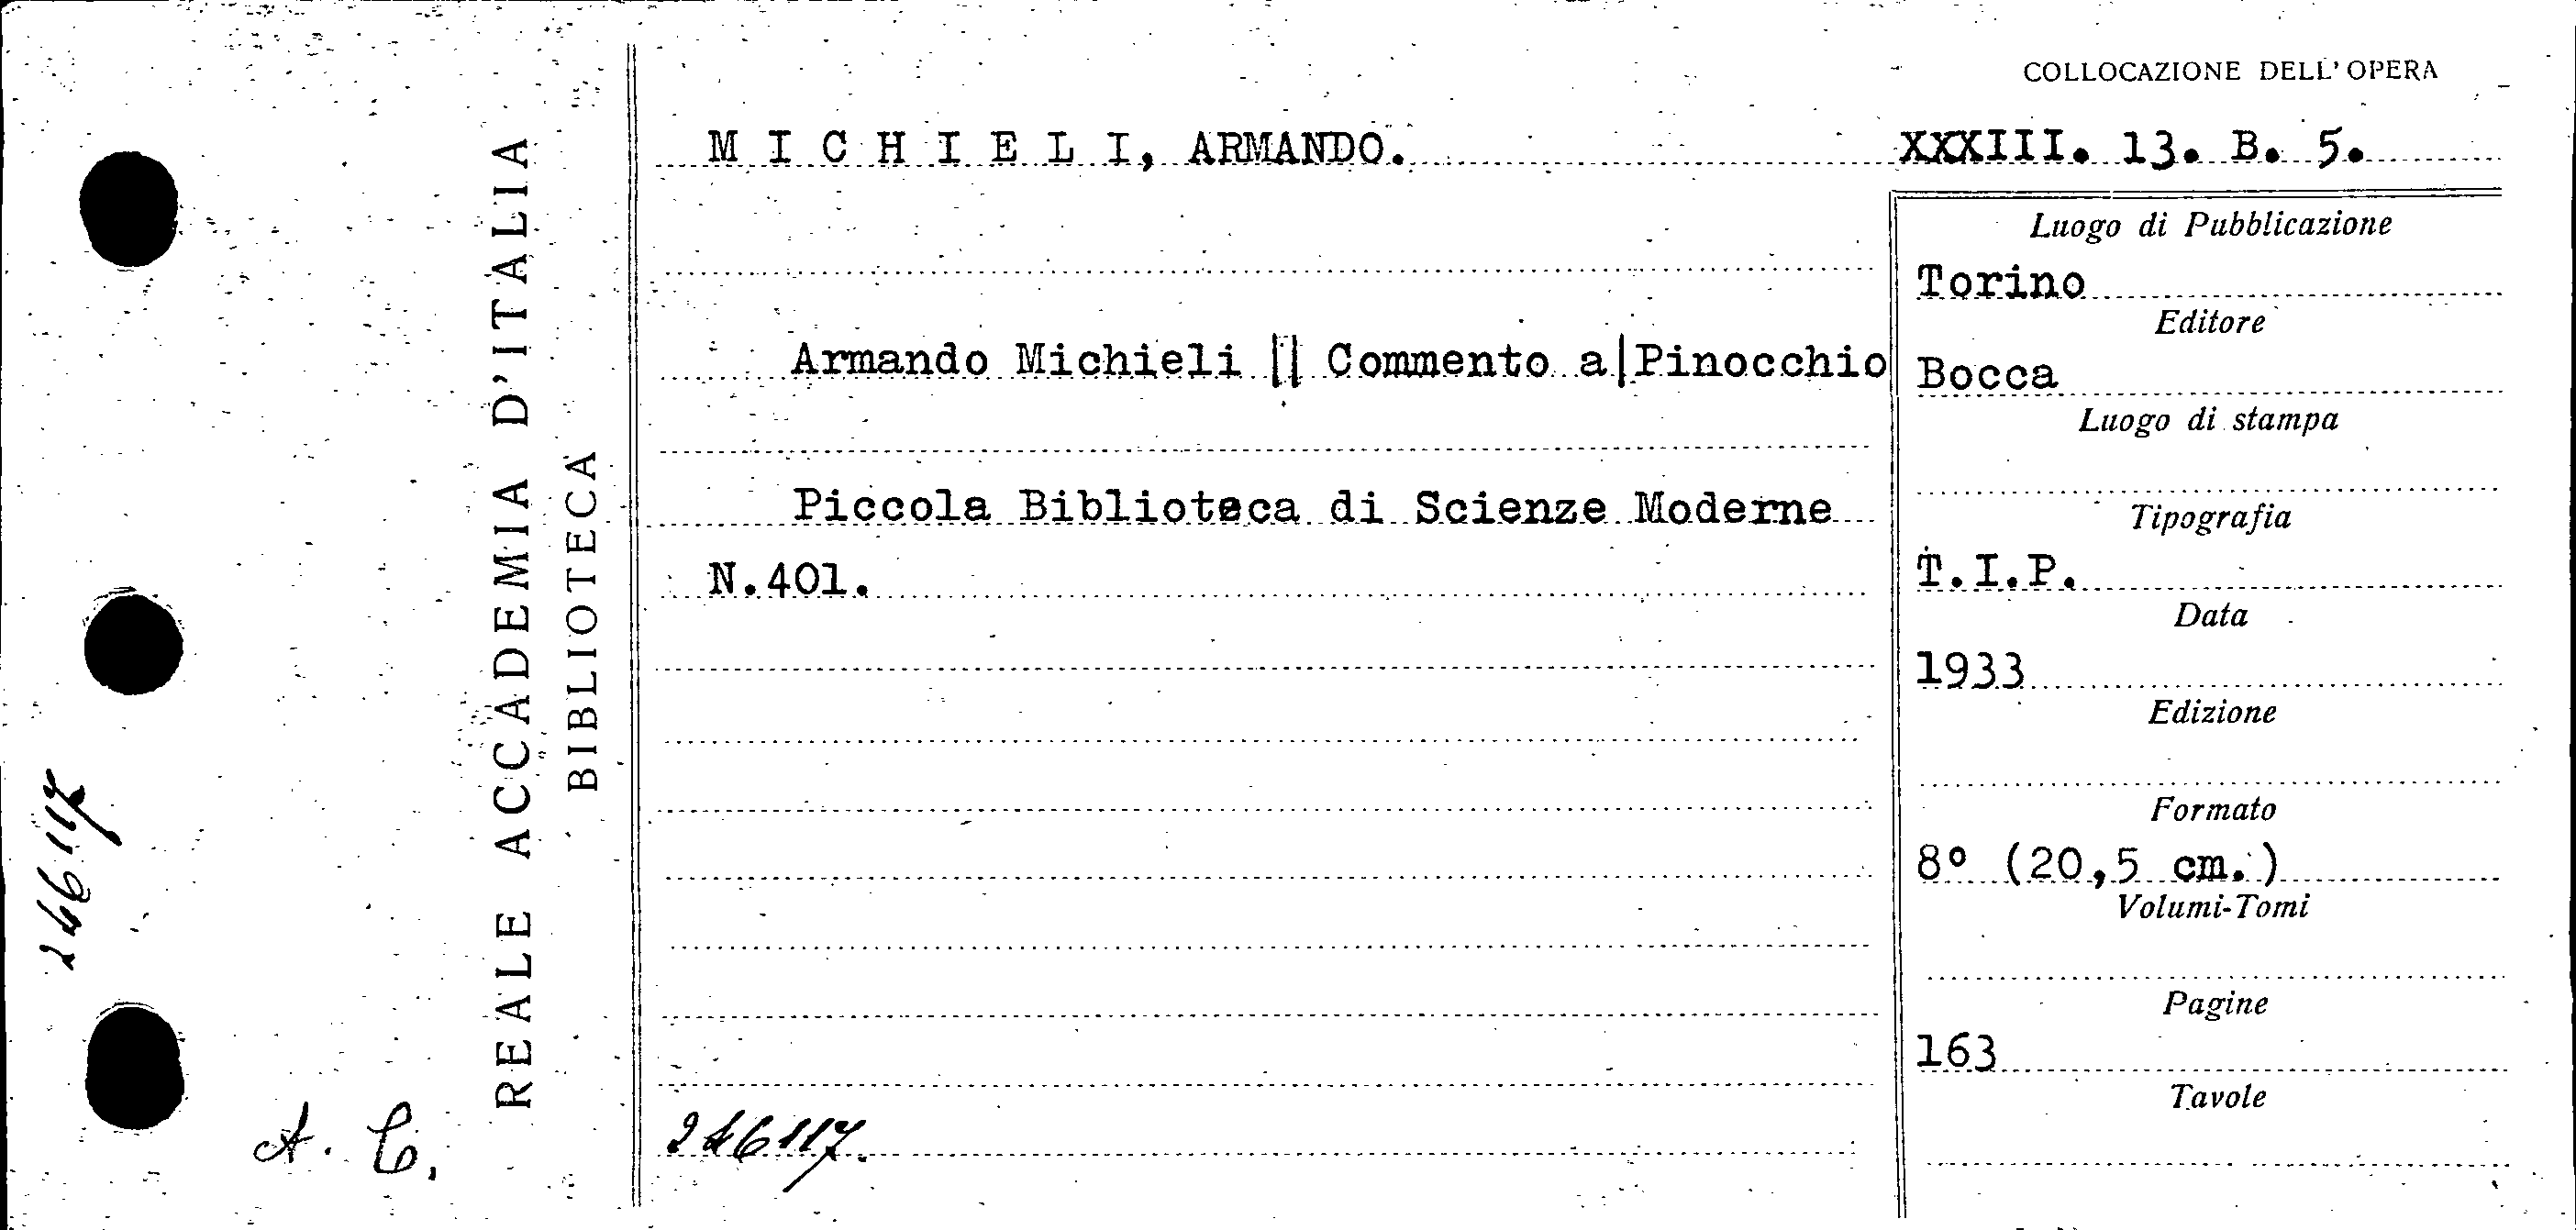 COLLOCAZIONE DELL'OPERA
M I C H I E L I, ARMANDO.
XXXIII. 13. B. 5.
Armando Michieli || Commento a|Pinocchio
Piccola Biblioteca di Scienze Moderne
N.401.
246117.
Luogo di Pubblicazione
Torino
Editore
Bocca
Luogo di stampa
Tipografia
T.I.P.
Data
1933
Edizione
Formato
8° (20,5 cm.)
Volumi-Tomi
Pagine
163
Tavole
REALE ACCADEMIA D'ITALIA
BIBLIOTECA
246117